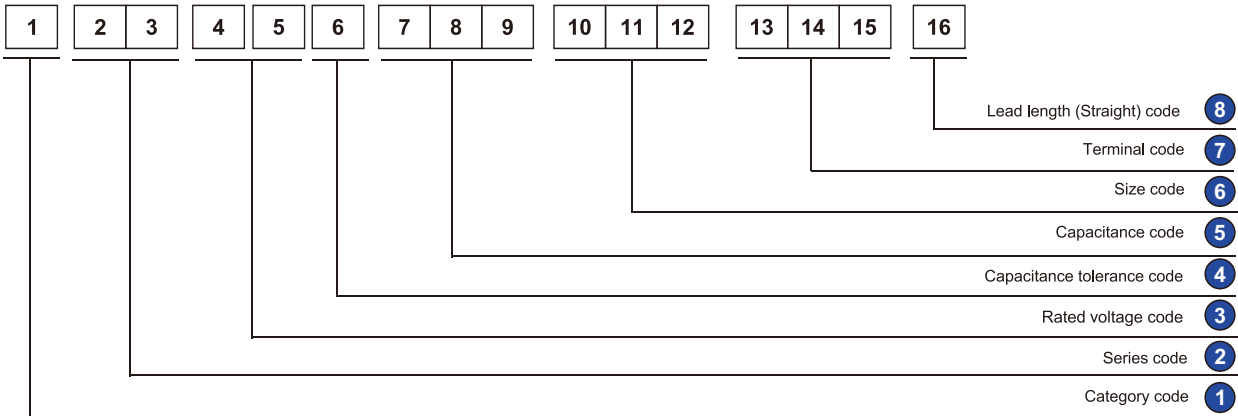 1 2 3 4 5 6 7 8 9 10 11 12 13 14 15 16
Lead length (Straight) code 8
Terminal code 7
Size code 6
Capacitance code 5
Capacitance tolerance code 4
Rated voltage code 3
Series code 2
Category code 1